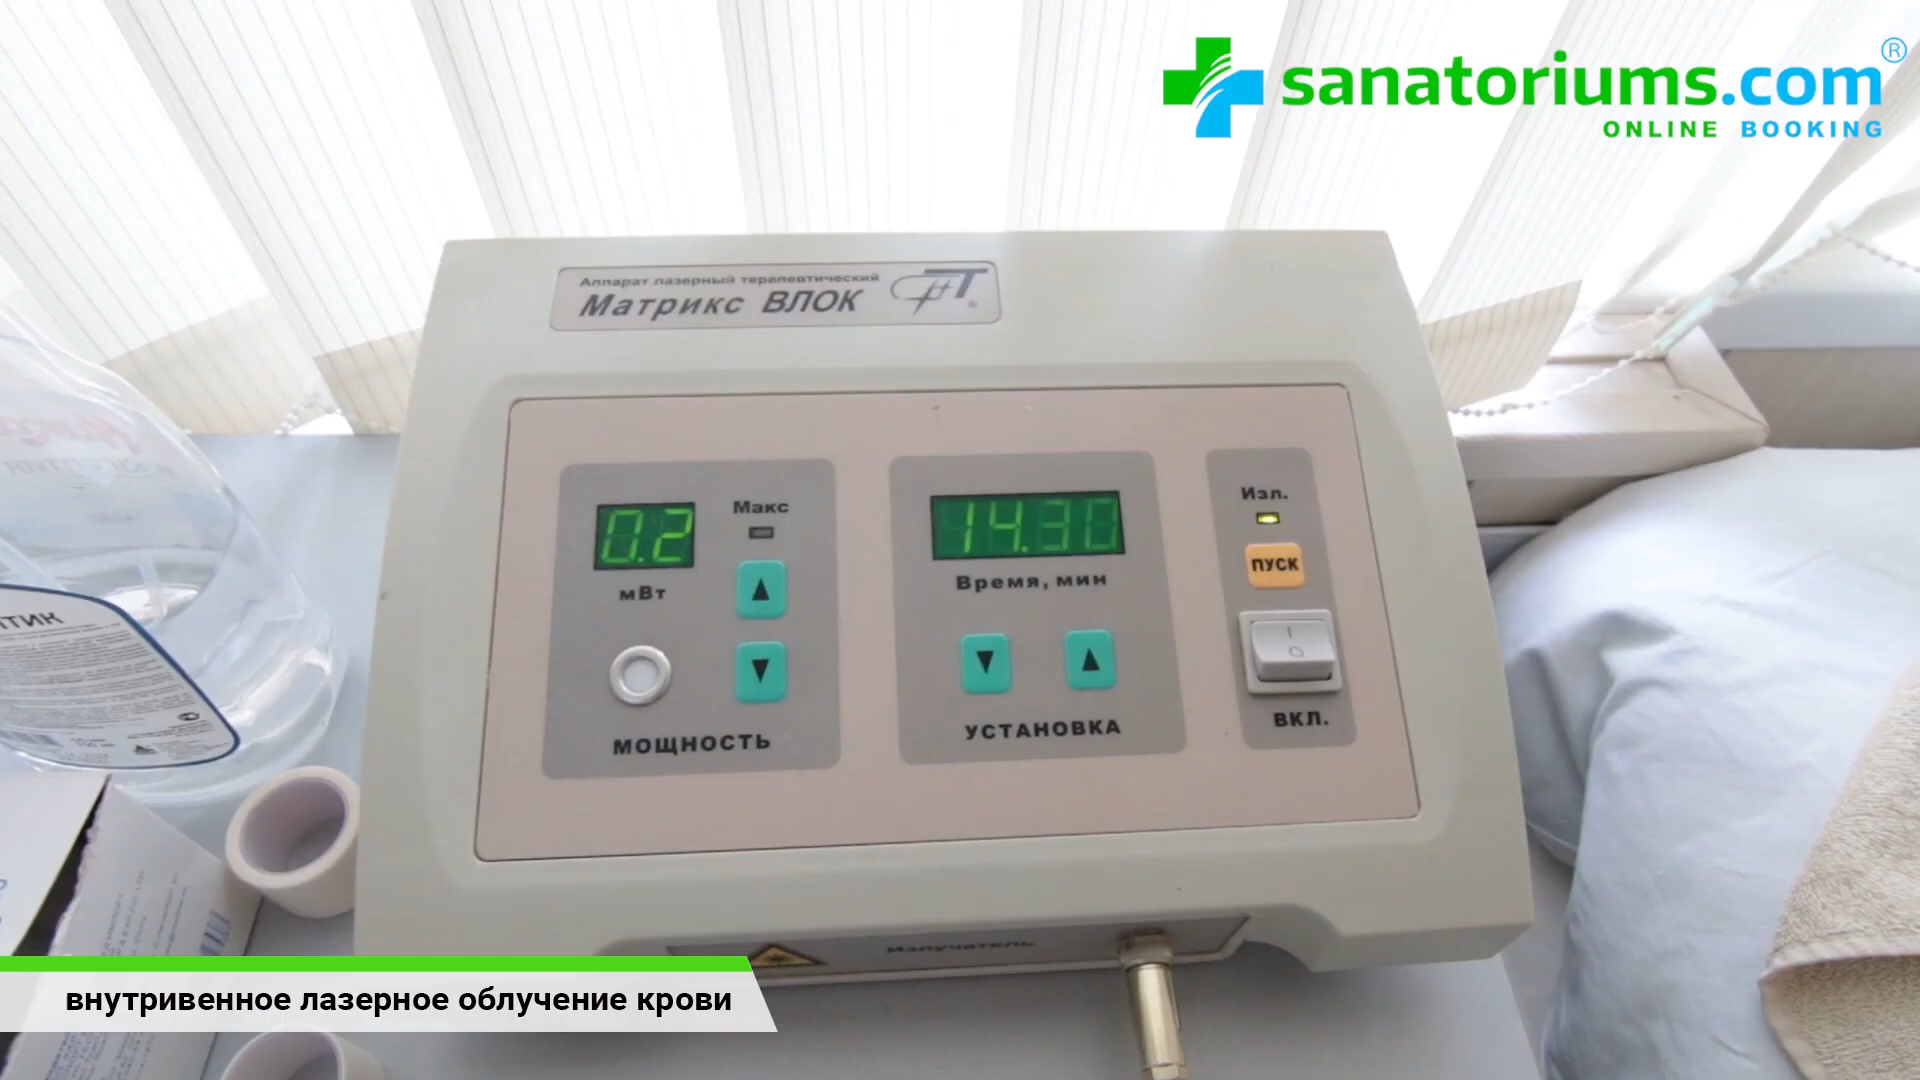 sanatoriums.com®
ONLINE BOOKING
Аппарат лазерный терапевтический
Матрикс ВЛОК
0.2
Макс
мВт
МОЩНОСТЬ
14.30
Время, мин
УСТАНОВКА
Изл.
ПУСК
ВКЛ.
Излучатель
внутривенное лазерное облучение крови